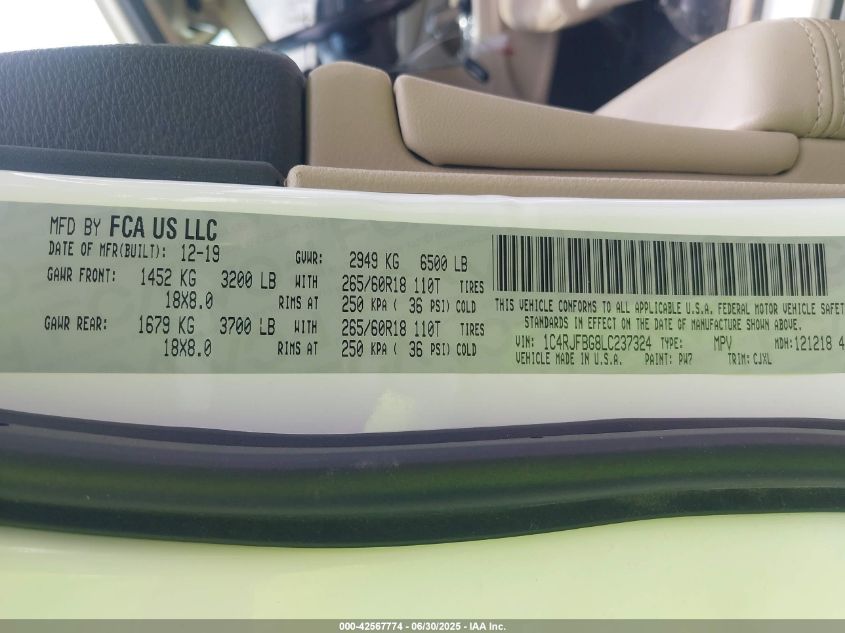 MFD BY FCA US LLC
DATE OF MFR(BUILT): 12-19 GVWR: 2949 KG 6500 LB
GAWR FRONT: 1452 KG 3200 LB WITH 265/60R18 110T TIRES
18X8.0 RIMS AT 250 KPA ( 36 PSI) COLD
GAWR REAR: 1679 KG 3700 LB WITH 265/60R18 110T TIRES
18X8.0 RIMS AT 250 KPA ( 36 PSI) COLD
THIS VEHICLE CONFORMS TO ALL APPLICABLE U.S.A. FEDERAL MOTOR VEHICLE SAFET
STANDARDS IN EFFECT ON THE DATE OF MANUFACTURE SHOWN ABOVE.
VIN: 1C4RJFBG8LC237324 TYPE: MPV MDH:121218 4
VEHICLE MADE IN U.S.A. PAINT: PW7 TRIM: CJXL
000-42567774 - 06/30/2025 - IAA Inc.